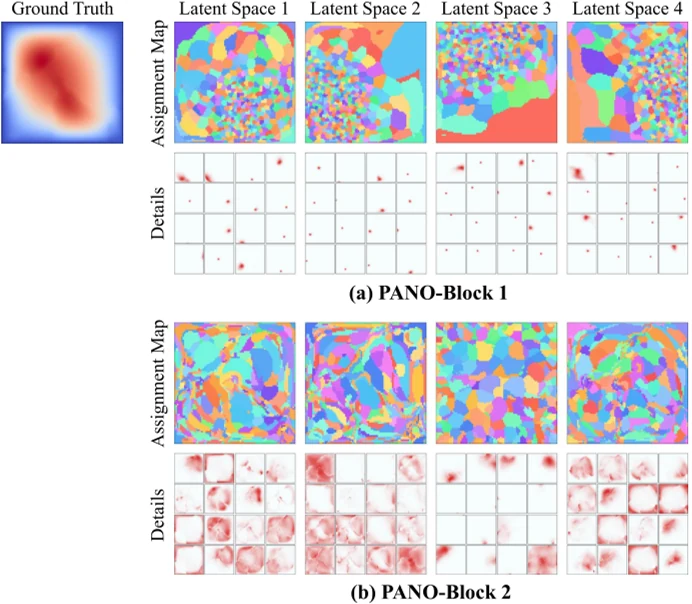 Ground Truth
Latent Space 1
Latent Space 2
Latent Space 3
Latent Space 4
Assignment Map
Details
(a) PANO-Block 1
Assignment Map
Details
(b) PANO-Block 2